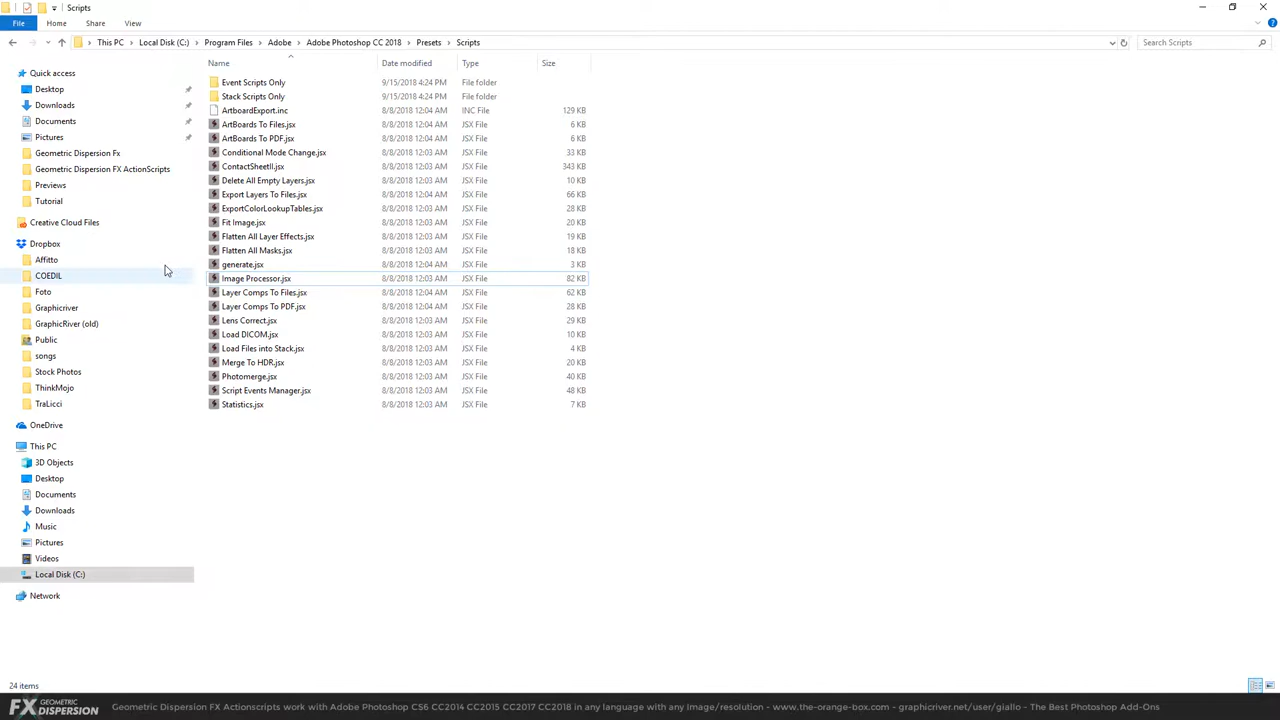 Scripts
File Home Share View
This PC Local Disk (C:) Program Files Adobe Adobe Photoshop CC 2018 Presets Scripts Search Scripts
Name Date modified Type Size
Quick access
Desktop
Downloads
Documents
Pictures
Geometric Dispersion Fx
Geometric Dispersion FX ActionScripts
Previews
Tutorial
Creative Cloud Files
Dropbox
Affitto
COEDIL
Foto
Graphicriver
GraphicRiver (old)
Public
songs
Stock Photos
ThinkMojo
TraLicci
OneDrive
This PC
3D Objects
Desktop
Documents
Downloads
Music
Pictures
Videos
Local Disk (C:)
Network
Event Scripts Only 9/15/2018 4:24 PM File folder
Stack Scripts Only 9/15/2018 4:24 PM File folder
ArtboardExport.inc 8/8/2018 12:04 AM INC File 129 KB
ArtBoards To Files.jsx 8/8/2018 12:04 AM JSX File 6 KB
ArtBoards To PDF.jsx 8/8/2018 12:04 AM JSX File 6 KB
Conditional Mode Change.jsx 8/8/2018 12:03 AM JSX File 33 KB
ContactSheetII.jsx 8/8/2018 12:03 AM JSX File 343 KB
Delete All Empty Layers.jsx 8/8/2018 12:03 AM JSX File 10 KB
Export Layers To Files.jsx 8/8/2018 12:04 AM JSX File 66 KB
ExportColorLookupTables.jsx 8/8/2018 12:03 AM JSX File 28 KB
Fit Image.jsx 8/8/2018 12:03 AM JSX File 20 KB
Flatten All Layer Effects.jsx 8/8/2018 12:03 AM JSX File 19 KB
Flatten All Masks.jsx 8/8/2018 12:03 AM JSX File 18 KB
generate.jsx 8/8/2018 12:04 AM JSX File 3 KB
Image Processor.jsx 8/8/2018 12:03 AM JSX File 82 KB
Layer Comps To Files.jsx 8/8/2018 12:04 AM JSX File 62 KB
Layer Comps To PDF.jsx 8/8/2018 12:04 AM JSX File 28 KB
Lens Correct.jsx 8/8/2018 12:03 AM JSX File 29 KB
Load DICOM.jsx 8/8/2018 12:03 AM JSX File 10 KB
Load Files into Stack.jsx 8/8/2018 12:03 AM JSX File 4 KB
Merge To HDR.jsx 8/8/2018 12:03 AM JSX File 20 KB
Photomerge.jsx 8/8/2018 12:03 AM JSX File 40 KB
Script Events Manager.jsx 8/8/2018 12:03 AM JSX File 48 KB
Statistics.jsx 8/8/2018 12:03 AM JSX File 7 KB
24 items
FX GEOMETRIC DISPERSION
Geometric Dispersion FX Actionscripts work with Adobe Photoshop CS6 CC2014 CC2015 CC2017 CC2018 in any language with any Image/resolution - www.the-orange-box.com - graphicriver.net/user/giallo - The Best Photoshop Add-Ons